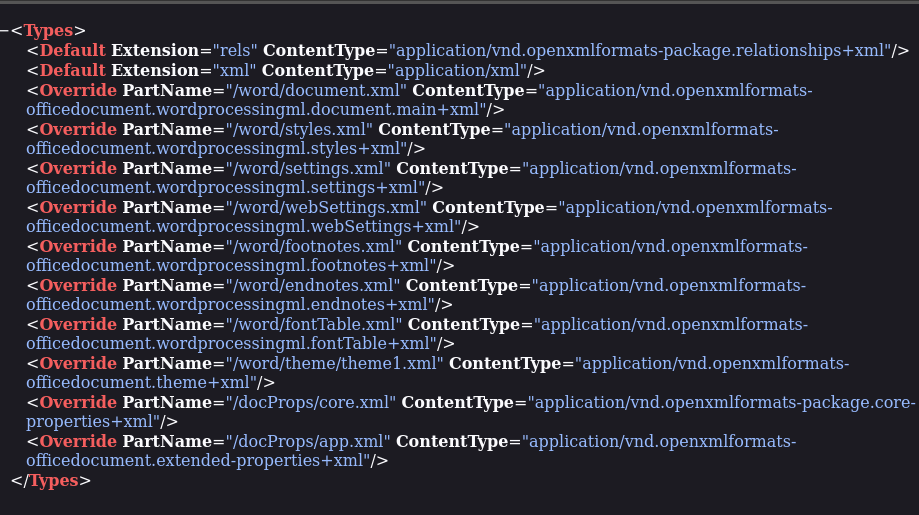 −<Types>
<Default Extension="rels" ContentType="application/vnd.openxmlformats-package.relationships+xml"/>
<Default Extension="xml" ContentType="application/xml"/>
<Override PartName="/word/document.xml" ContentType="application/vnd.openxmlformats-
officedocument.wordprocessingml.document.main+xml"/>
<Override PartName="/word/styles.xml" ContentType="application/vnd.openxmlformats-
officedocument.wordprocessingml.styles+xml"/>
<Override PartName="/word/settings.xml" ContentType="application/vnd.openxmlformats-
officedocument.wordprocessingml.settings+xml"/>
<Override PartName="/word/webSettings.xml" ContentType="application/vnd.openxmlformats-
officedocument.wordprocessingml.webSettings+xml"/>
<Override PartName="/word/footnotes.xml" ContentType="application/vnd.openxmlformats-
officedocument.wordprocessingml.footnotes+xml"/>
<Override PartName="/word/endnotes.xml" ContentType="application/vnd.openxmlformats-
officedocument.wordprocessingml.endnotes+xml"/>
<Override PartName="/word/fontTable.xml" ContentType="application/vnd.openxmlformats-
officedocument.wordprocessingml.fontTable+xml"/>
<Override PartName="/word/theme/theme1.xml" ContentType="application/vnd.openxmlformats-
officedocument.theme+xml"/>
<Override PartName="/docProps/core.xml" ContentType="application/vnd.openxmlformats-package.core-
properties+xml"/>
<Override PartName="/docProps/app.xml" ContentType="application/vnd.openxmlformats-
officedocument.extended-properties+xml"/>
</Types>